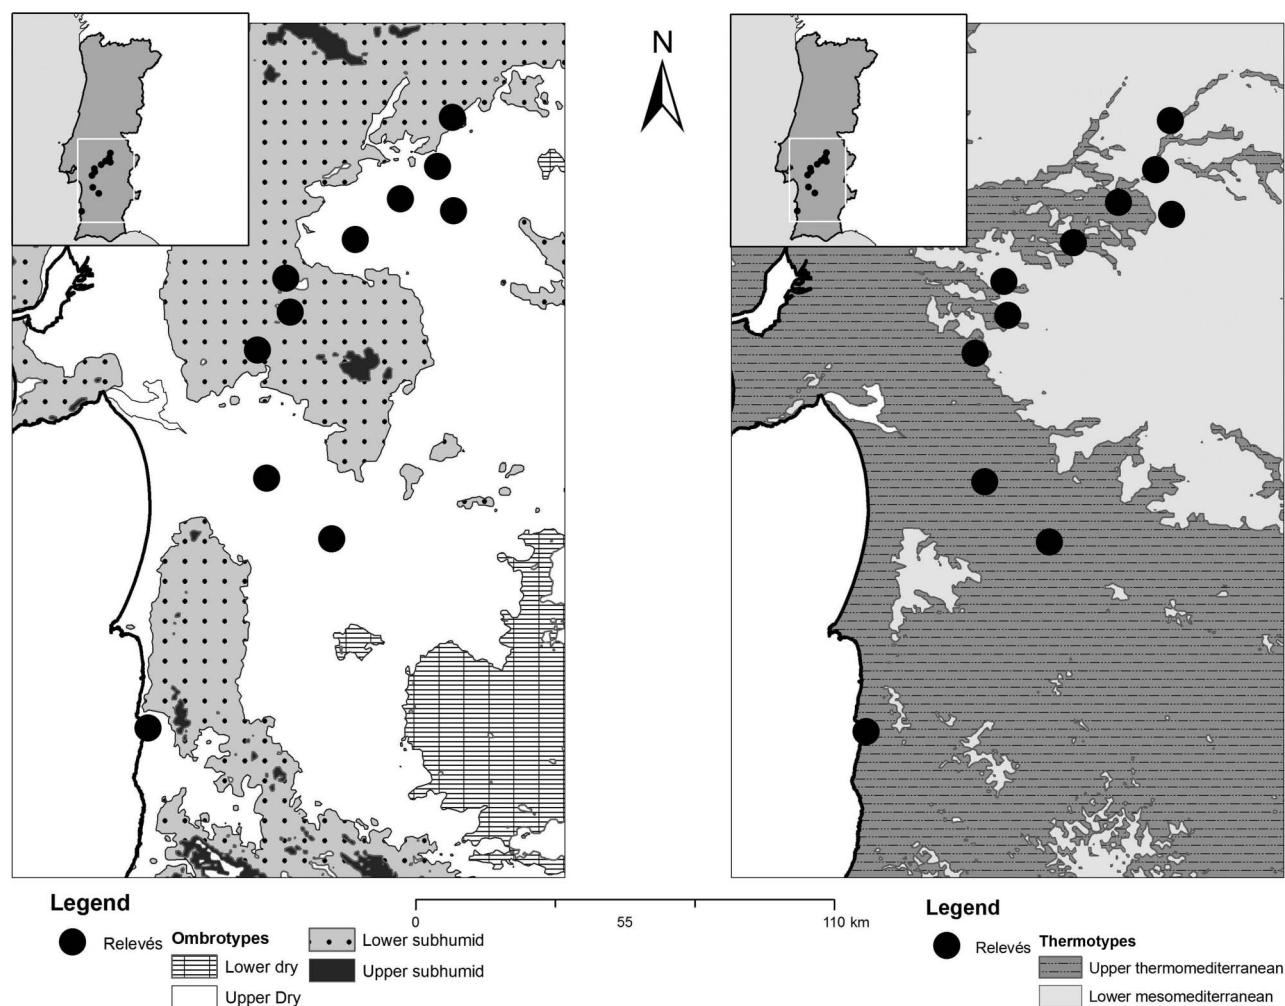 N
Legend
Relevés
Ombrotypes
Lower dry
Upper Dry
Lower subhumid
Upper subhumid
0 55 110 km
Legend
Relevés
Thermotypes
Upper thermomediterranean
Lower mesomediterranean